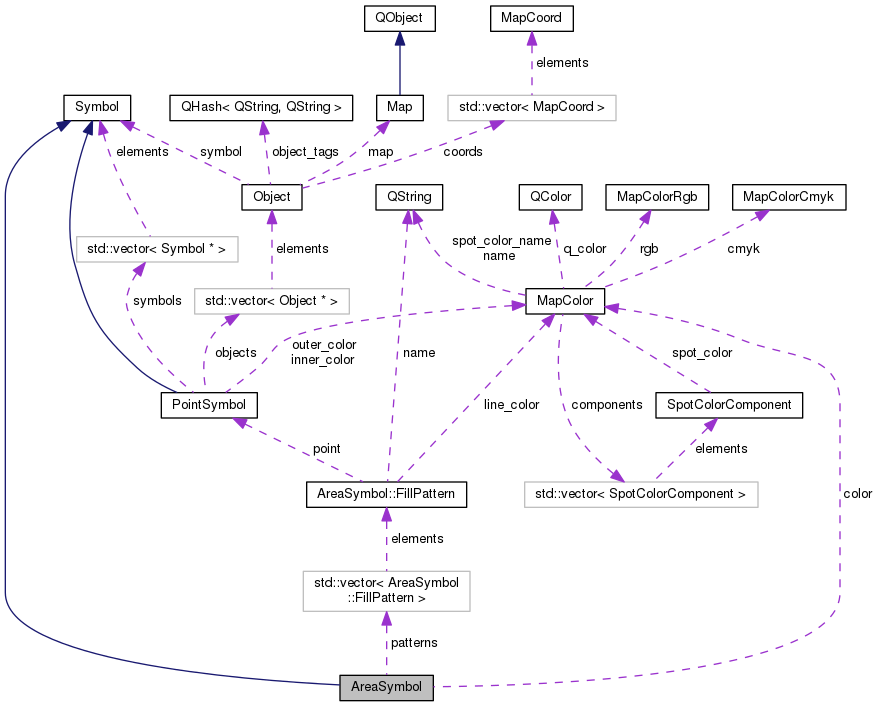 QObject
MapCoord
elements
Symbol
QHash< QString, QString >
Map
std::vector< MapCoord >
elements
symbol
object_tags
map
coords
Object
QString
QColor
MapColorRgb
MapColorCmyk
std::vector< Symbol * >
elements
spot_color_name
name
q_color
rgb
cmyk
symbols
std::vector< Object * >
MapColor
objects
outer_color
inner_color
name
spot_color
PointSymbol
line_color
components
SpotColorComponent
point
elements
AreaSymbol::FillPattern
std::vector< SpotColorComponent >
color
elements
std::vector< AreaSymbol
::FillPattern >
patterns
AreaSymbol